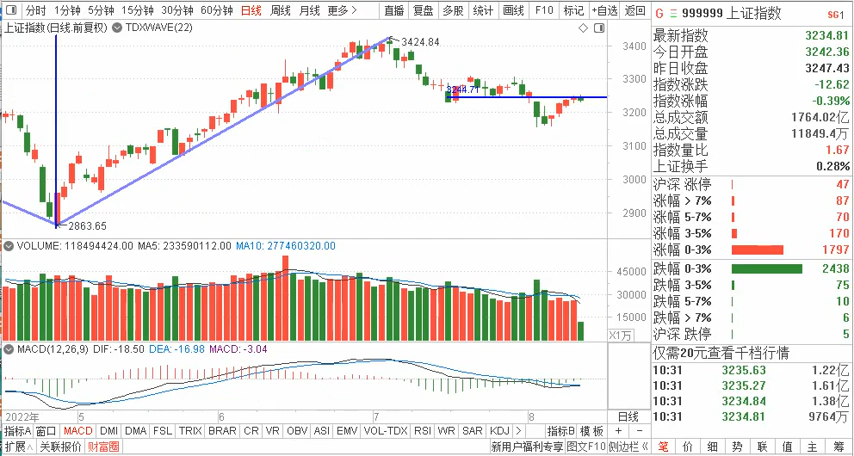 分时 1分钟 5分钟 15分钟 30分钟 60分钟 日线 周线 月线 更多 > 直播 复盘 多股 统计 画线 F10 标记 +自选 返回
上证指数(日线.前复权) TDXWAVE(22)
3424.84
3400
3300
3244.71
3200
3100
3000
2900
2863.65
VOLUME: 118494424.00 MA5: 233590112.00 MA10: 277460320.00
45000
30000
15000
X1万
MACD(12,26,9) DIF: -18.50 DEA: -16.98 MACD: -3.04
0.00
2022年 5 6 7 8 日线
指标A 窗口 MACD DMI DMA FSL TRIX BRAR CR VR OBV ASI EMV VOL-TDX RSI WR SAR KDJ > 指标B 模板 + -
扩展∧ 关联报价 财富圈 新用户福利专享 图文F10 侧边栏《
G 999999 上证指数 SG1
最新指数 3234.81
今日开盘 3242.36
昨日收盘 3247.43
指数涨跌 -12.62
指数涨幅 -0.39%
总成交额 1764.02亿
总成交量 11849.4万
指数量比 1.67
上证换手 0.28%
沪深 涨停 47
涨幅 > 7% 87
涨幅 5-7% 70
涨幅 3-5% 170
涨幅 0-3% 1797
跌幅 0-3% 2438
跌幅 3-5% 75
跌幅 5-7% 10
跌幅 > 7% 6
沪深 跌停 5
仅需20元查看千档行情
10:31 3235.63 1.22亿
10:31 3235.27 1.61亿
10:31 3234.84 1.38亿
10:31 3234.81 9764万
笔 价 细 势 联 值 主 筹